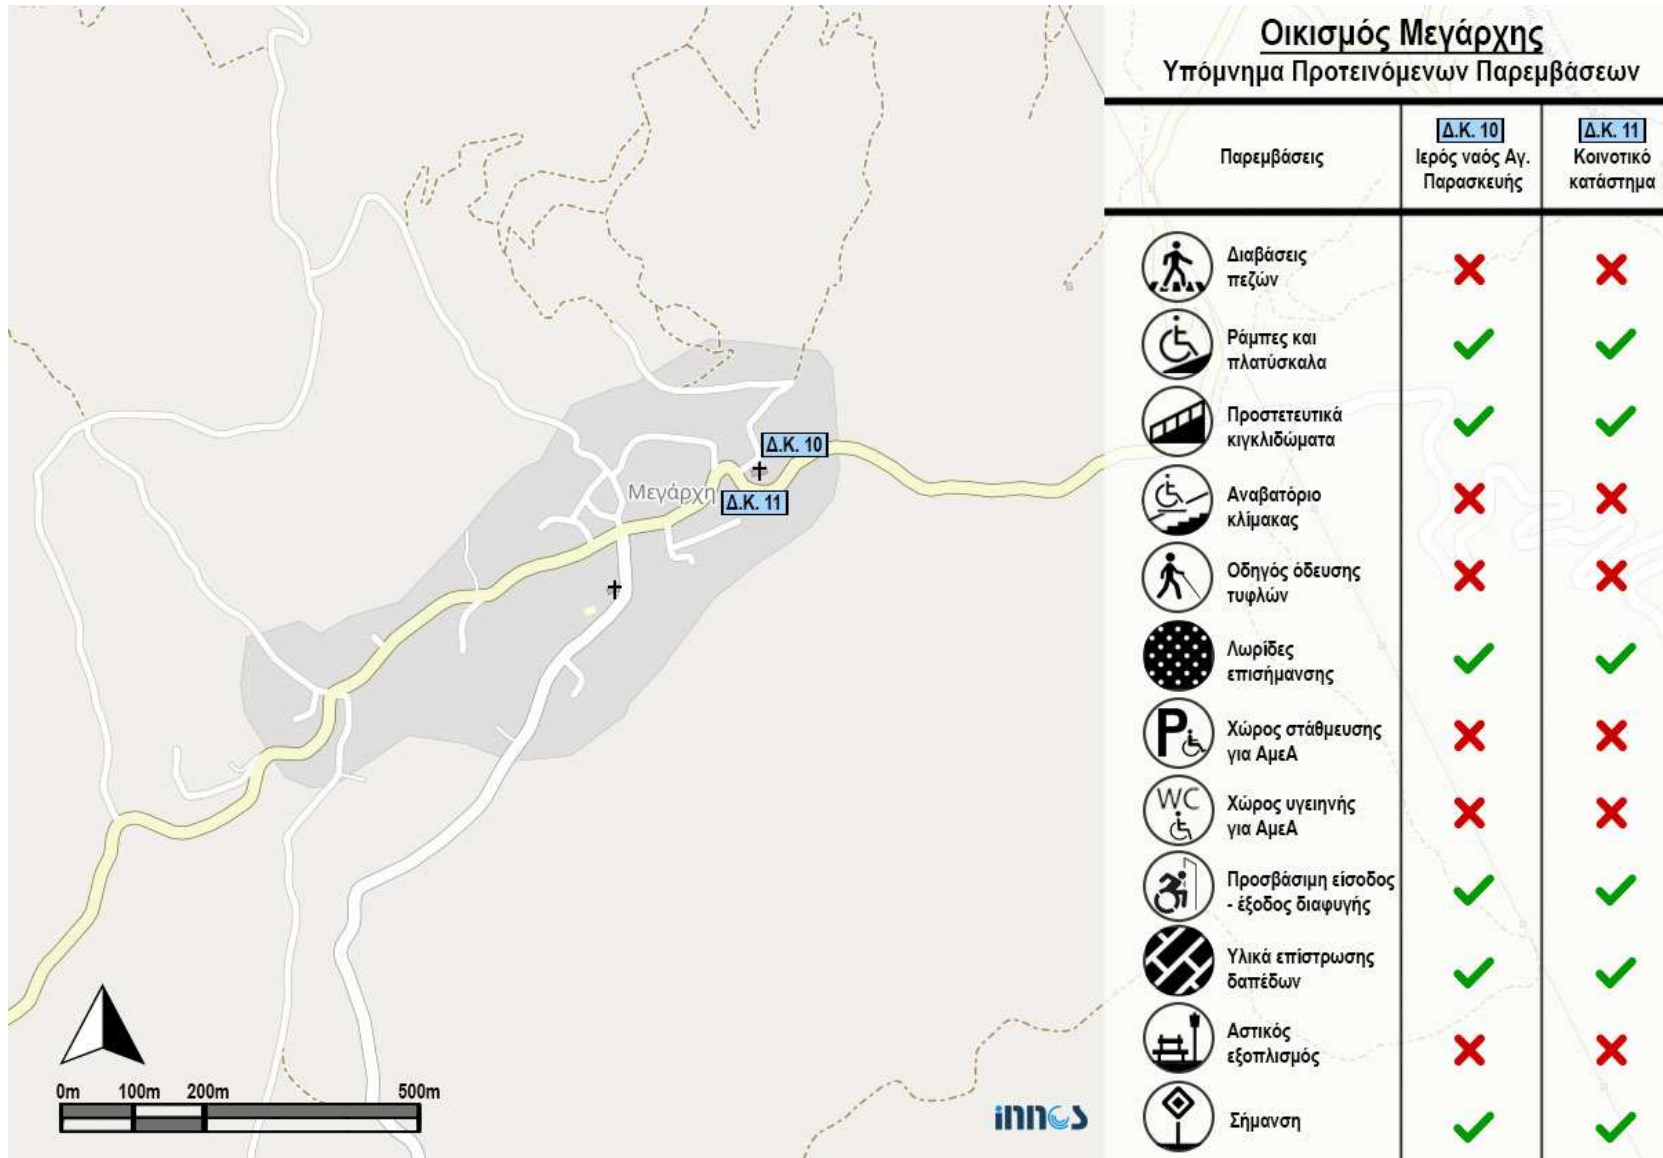 Οικισμός Μεγάρχης
Υπόμνημα Προτεινόμενων Παρεμβάσεων
Παρεμβάσεις
Δ.Κ. 10
Ιερός ναός Αγ.
Παρασκευής
Δ.Κ. 11
Κοινοτικό
κατάστημα
Διαβάσεις
πεζών
Ράμπες και
πλατύσκαλα
Προστετευτικά
κιγκλιδώματα
Αναβατόριο
κλίμακας
Οδηγός όδευσης
τυφλών
Λωρίδες
επισήμανσης
P
Χώρος στάθμευσης
για ΑμεΑ
WC
Χώρος υγειηνής
για ΑμεΑ
Προσβάσιμη είσοδος
- έξοδος διαφυγής
Υλικά επίστρωσης
δαπέδων
Αστικός
εξοπλισμός
Σήμανση
Δ.Κ. 10
Μεγάρχη
Δ.Κ. 11
0m 100m 200m 500m
innes